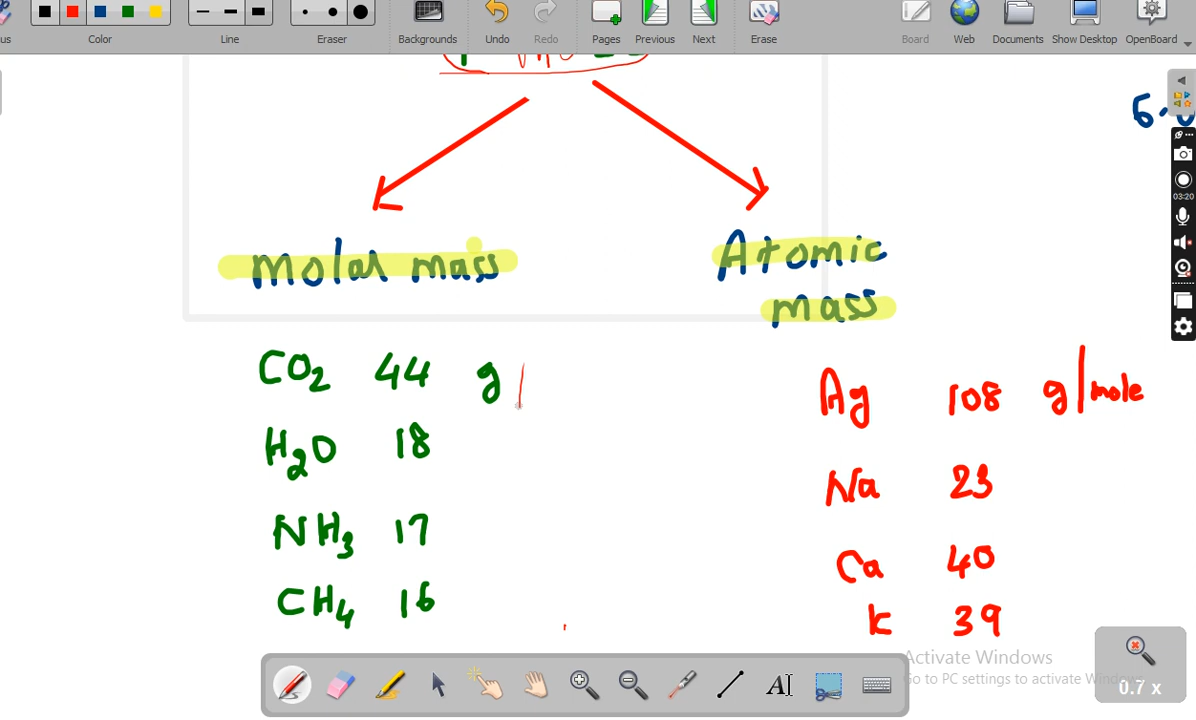 Color
Line
Eraser
Backgrounds
Undo
Redo
Pages
Previous
Next
Erase
Board
Web
Documents
Show Desktop
OpenBoard
03:20
Molar mass
Atomic
mass
CO2 44 g
H2O 18
NH3 17
CH4 16
Ag 108 g/mole
Na 23
Ca 40
K 39
Activate Windows
Go to PC settings to activate Windows
0.7 x